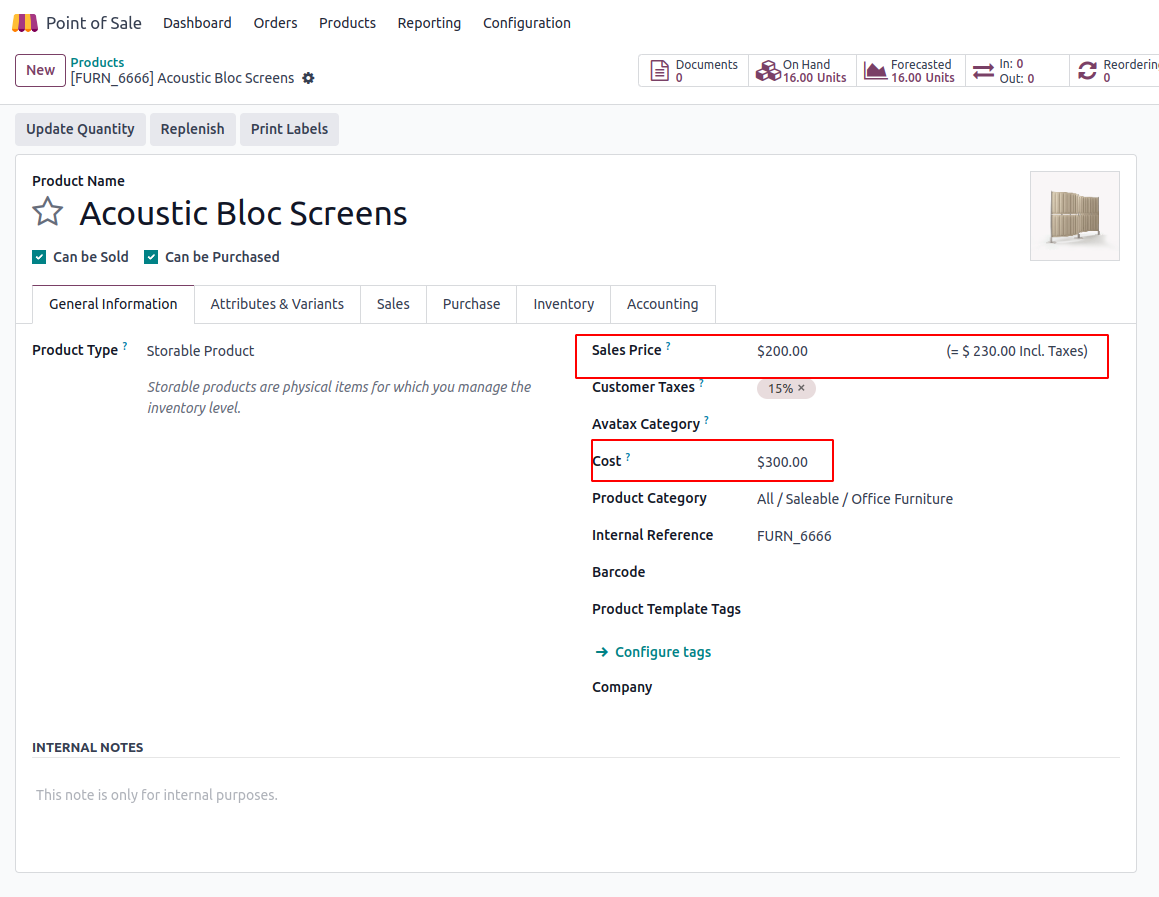 Point of Sale Dashboard Orders Products Reporting Configuration
New
Products
[FURN_6666] Acoustic Bloc Screens
Documents
0
On Hand
16.00 Units
Forecasted
16.00 Units
In: 0
Out: 0
Reordering
0
Update Quantity Replenish Print Labels
Product Name
Acoustic Bloc Screens
Can be Sold Can be Purchased
General Information Attributes & Variants Sales Purchase Inventory Accounting
Product Type ? Storable Product
Storable products are physical items for which you manage the
inventory level.
Sales Price ? $200.00 (= $ 230.00 Incl. Taxes)
Customer Taxes ? 15% ×
Avatax Category ?
Cost ? $300.00
Product Category All / Saleable / Office Furniture
Internal Reference FURN_6666
Barcode
Product Template Tags
→ Configure tags
Company
INTERNAL NOTES
This note is only for internal purposes.